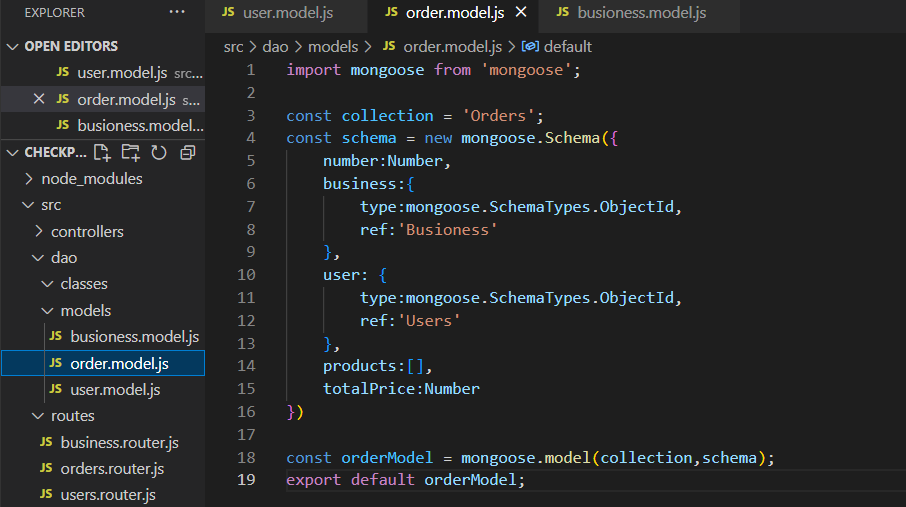 EXPLORER ...
OPEN EDITORS
JS user.model.js src...
JS order.model.js s...
JS busioness.model...
CHECKP...
node_modules
src
controllers
dao
classes
models
JS busioness.model.js
JS order.model.js
JS user.model.js
routes
JS business.router.js
JS orders.router.js
JS users.router.js
JS user.model.js JS order.model.js JS busioness.model.js
src > dao > models > JS order.model.js > default
1 import mongoose from 'mongoose';
2
3 const collection = 'Orders';
4 const schema = new mongoose.Schema({
5 number:Number,
6 business:{
7 type:mongoose.SchemaTypes.ObjectId,
8 ref:'Busioness'
9 },
10 user: {
11 type:mongoose.SchemaTypes.ObjectId,
12 ref:'Users'
13 },
14 products:[],
15 totalPrice:Number
16 })
17
18 const orderModel = mongoose.model(collection,schema);
19 export default orderModel;